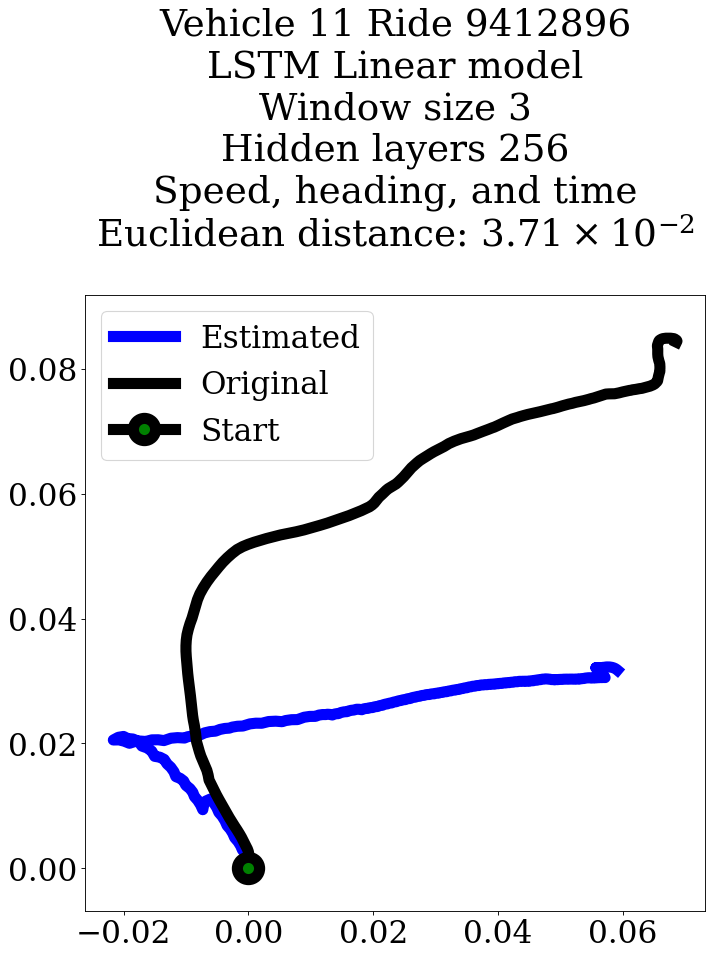 Vehicle 11 Ride 9412896
LSTM Linear model
Window size 3
Hidden layers 256
Speed, heading, and time
Euclidean distance: 3.71 × 10⁻²
Estimated
Original
Start
0.08
0.06
0.04
0.02
0.00
−0.02 0.00 0.02 0.04 0.06